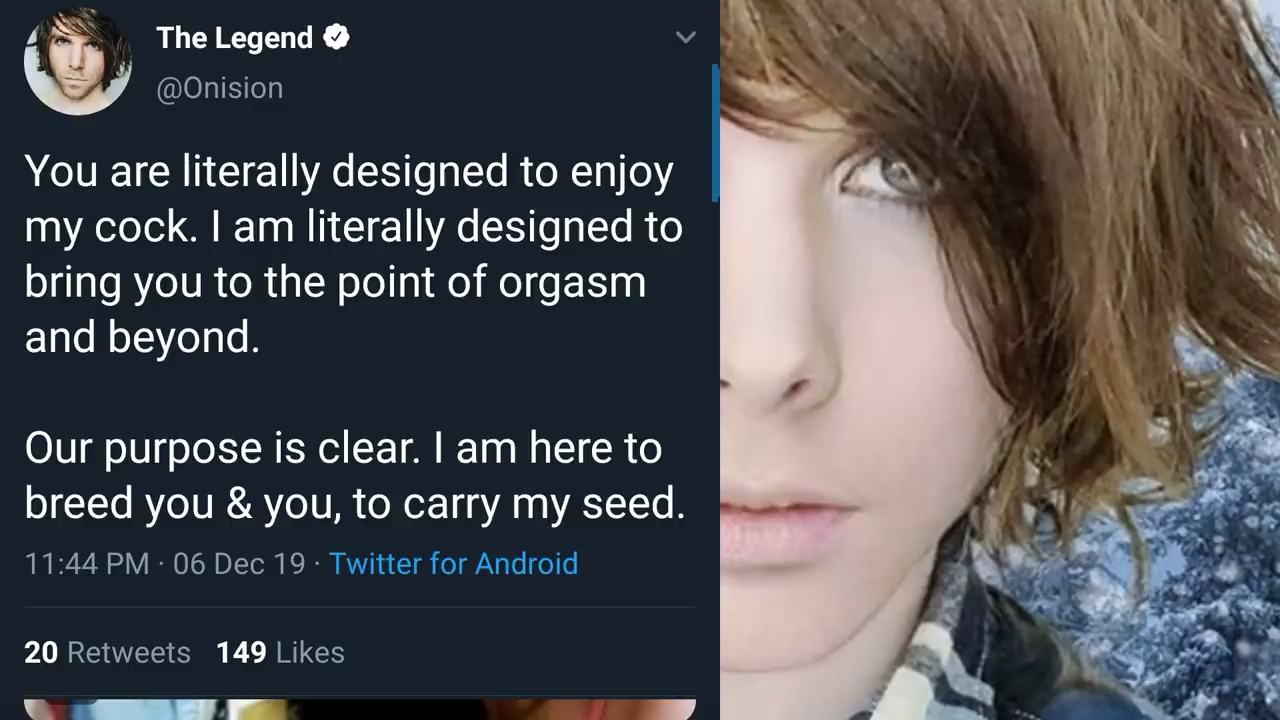 The Legend
@Onision
You are literally designed to enjoy
my cock. I am literally designed to
bring you to the point of orgasm
and beyond.
Our purpose is clear. I am here to
breed you & you, to carry my seed.
11:44 PM · 06 Dec 19 · Twitter for Android
20 Retweets 149 Likes